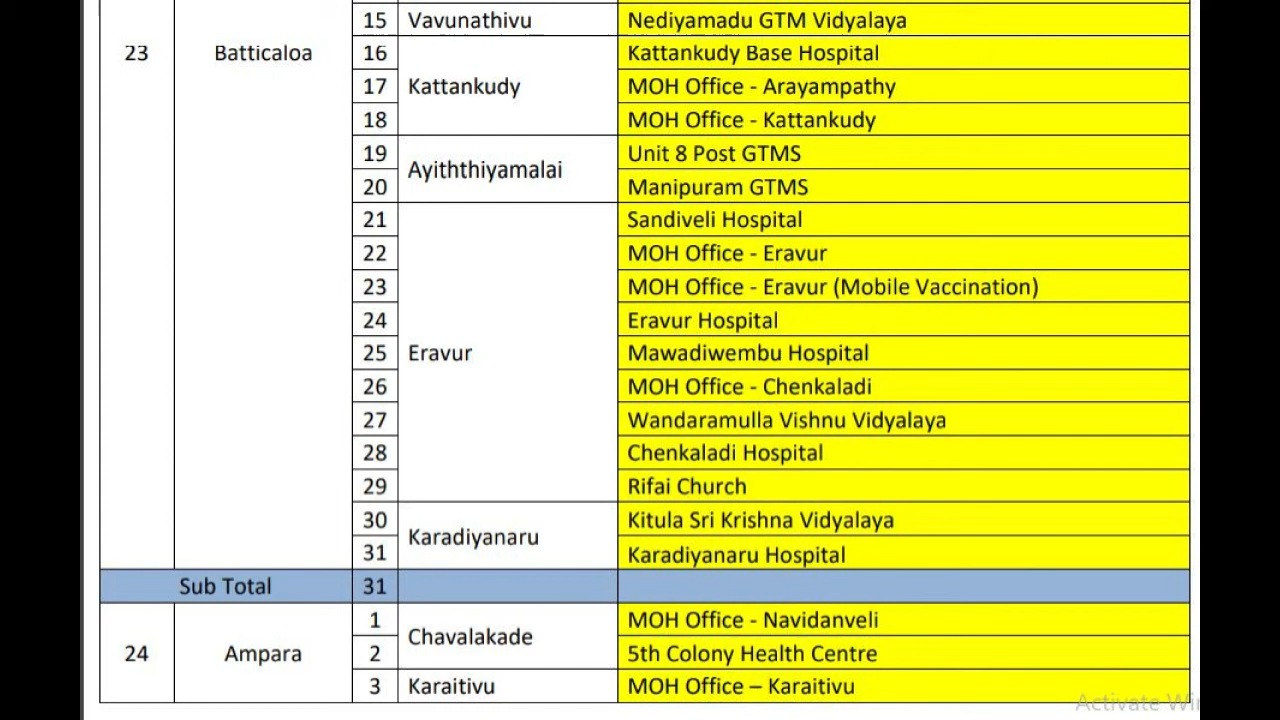 15 Vavunathivu Nediyamadu GTM Vidyalaya
23 Batticaloa 16 Kattankudy Base Hospital
17 Kattankudy MOH Office - Arayampathy
18 MOH Office - Kattankudy
19 Unit 8 Post GTMS
Ayiththiyamalai
20 Manipuram GTMS
21 Sandiveli Hospital
22 MOH Office - Eravur
23 MOH Office - Eravur (Mobile Vaccination)
24 Eravur Hospital
25 Eravur Mawadiwembu Hospital
26 MOH Office - Chenkaladi
27 Wandaramulla Vishnu Vidyalaya
28 Chenkaladi Hospital
29 Rifai Church
30 Kitula Sri Krishna Vidyalaya
Karadiyanaru
31 Karadiyanaru Hospital
Sub Total 31
1 MOH Office - Navidanveli
Chavalakade
24 Ampara 2 5th Colony Health Centre
3 Karaitivu MOH Office – Karaitivu
Activate Wi